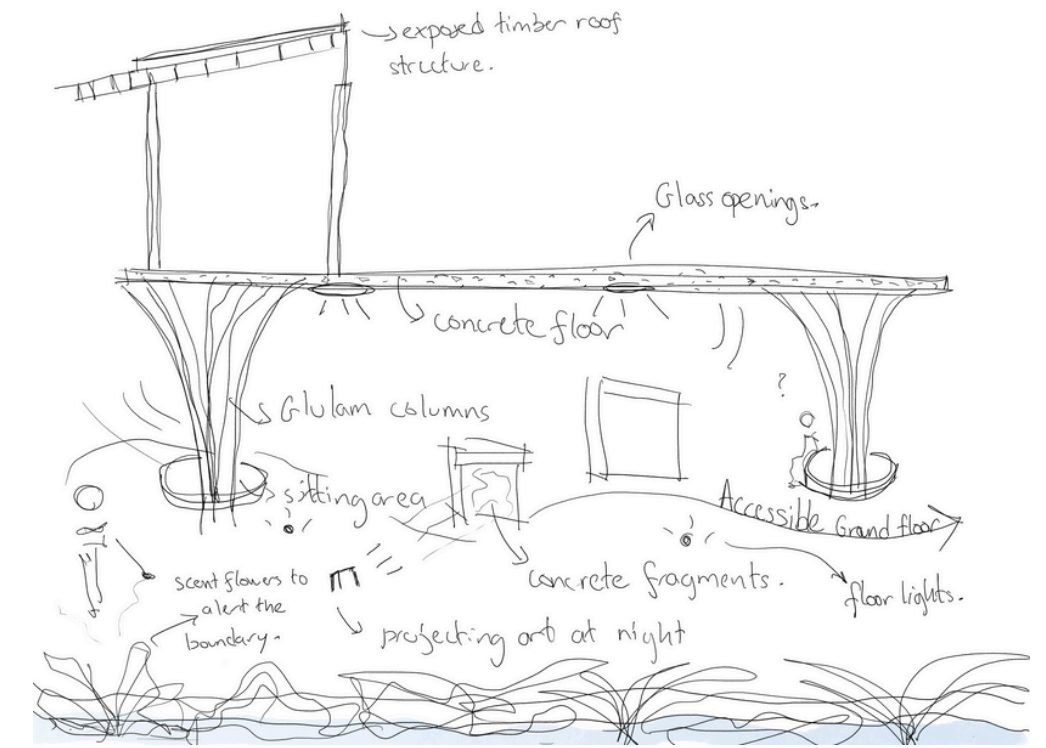 exposed timber roof
structure.
Glass openings.
concrete floor
Glulam columns
?
sitting area
Accessible Grand floor
scent flowers to
alert the
boundary.
concrete fragments.
floor lights.
projecting art at night